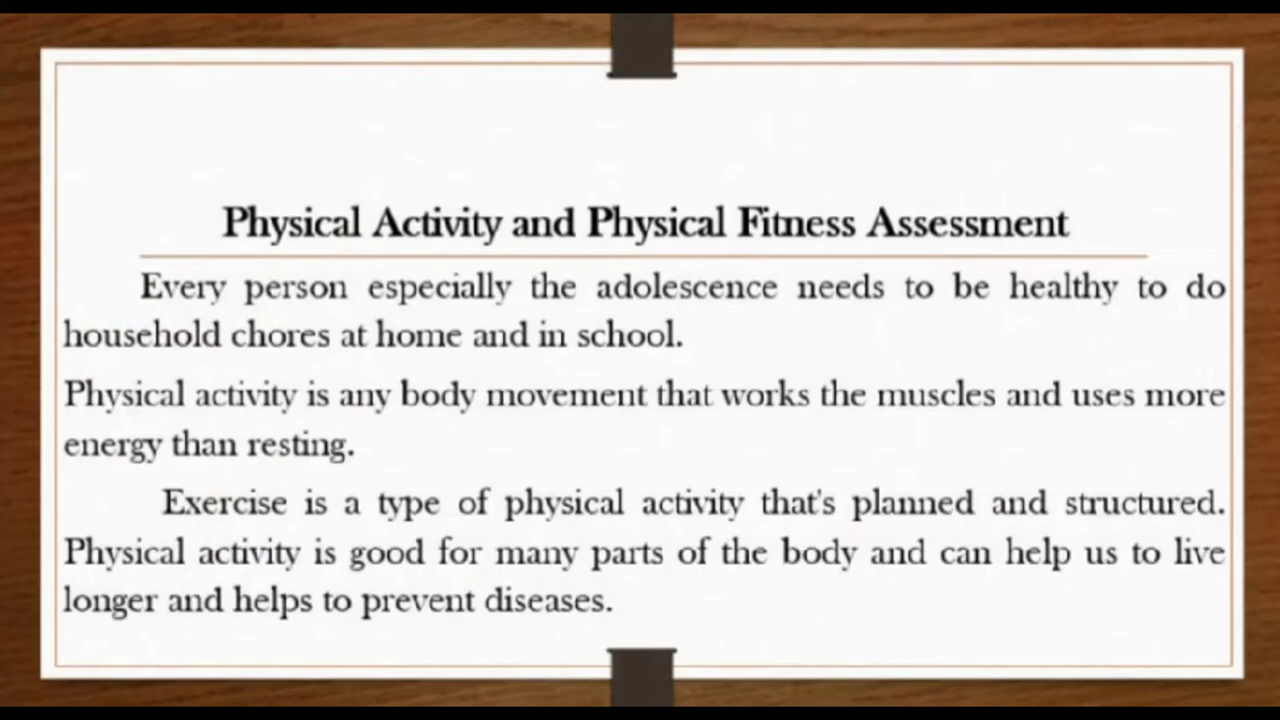 Physical Activity and Physical Fitness Assessment
Every person especially the adolescence needs to be healthy to do
household chores at home and in school.
Physical activity is any body movement that works the muscles and uses more
energy than resting.
Exercise is a type of physical activity that's planned and structured.
Physical activity is good for many parts of the body and can help us to live
longer and helps to prevent diseases.